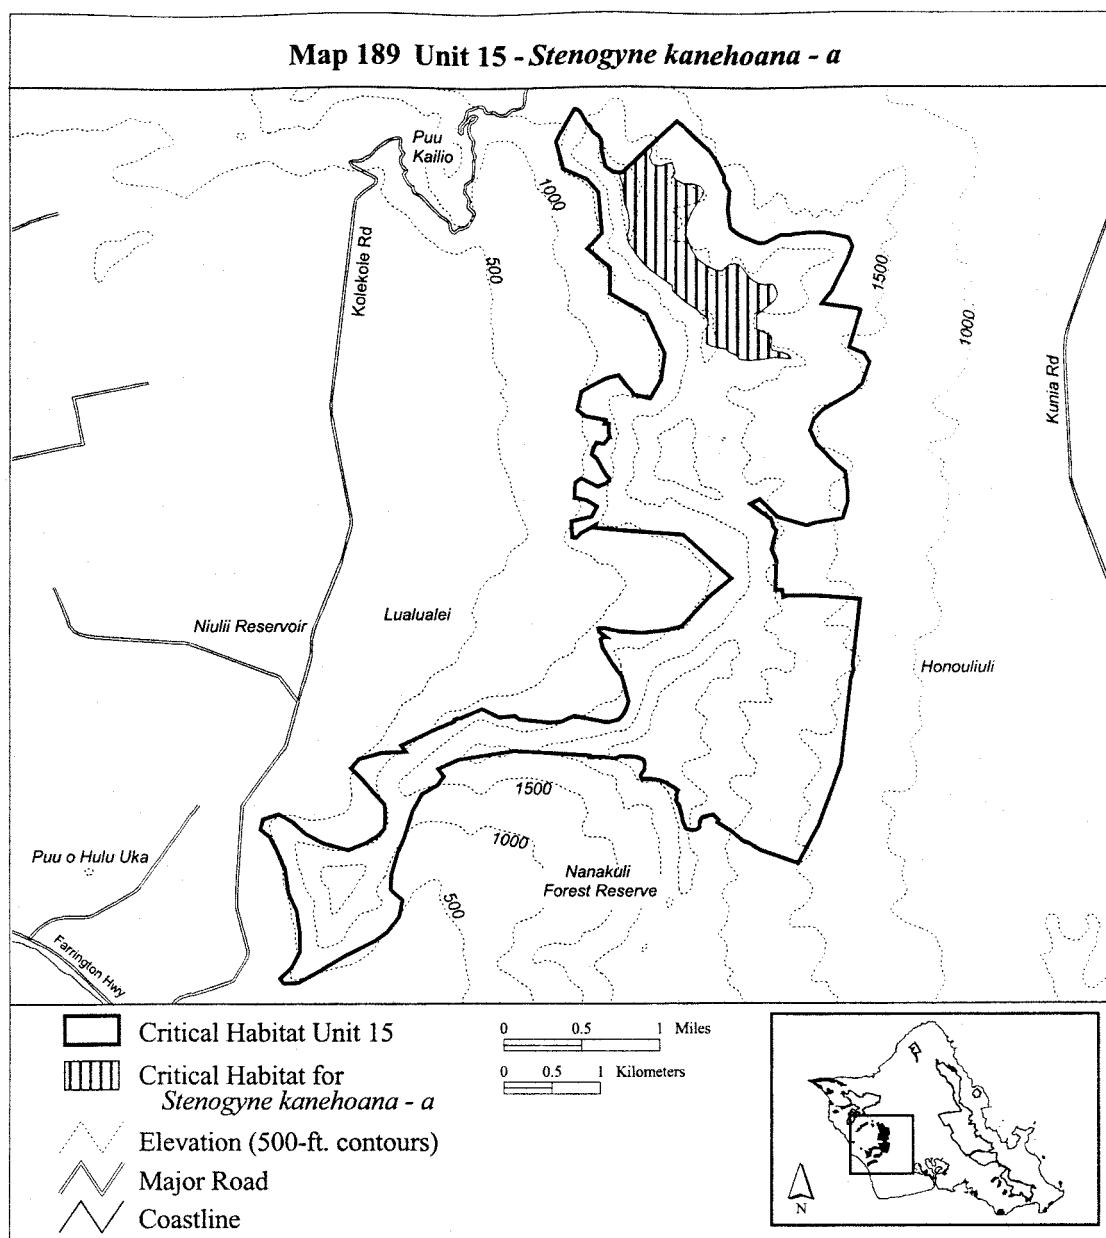 Map 189 Unit 15 - Stenogyne kanehoana - a
Puu
Kailio
1000
Kolekole Rd
500
1500
1000
Kunia Rd
Niulii Reservoir
Lualualei
Honouliuli
1500
1000
Puu o Hulu Uka
Nanakuli
Forest Reserve
500
Farrington Hwy
Critical Habitat Unit 15
Critical Habitat for
Stenogyne kanehoana - a
Elevation (500-ft. contours)
Major Road
Coastline
0 0.5 1 Miles
0 0.5 1 Kilometers
N